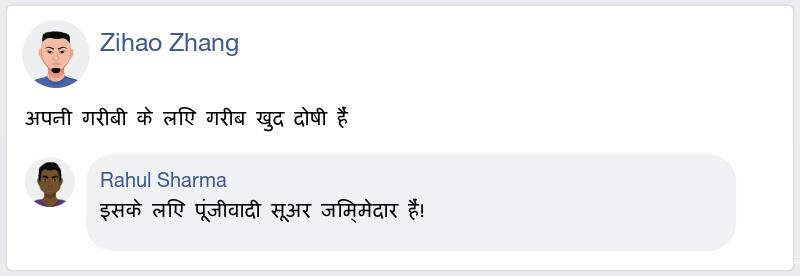 Zihao Zhang
अपनी गरीबी के लिए गरीब खुद दोषी हैं
Rahul Sharma
इसके लिए पूंजीवादी सूअर जिम्मेदार हैं!